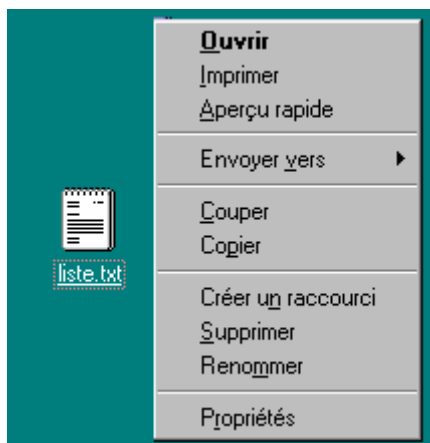 Ouvrir
Imprimer
Aperçu rapide
Envoyer vers
Couper
Copier
liste.txt
Créer un raccourci
Supprimer
Renommer
Propriétés